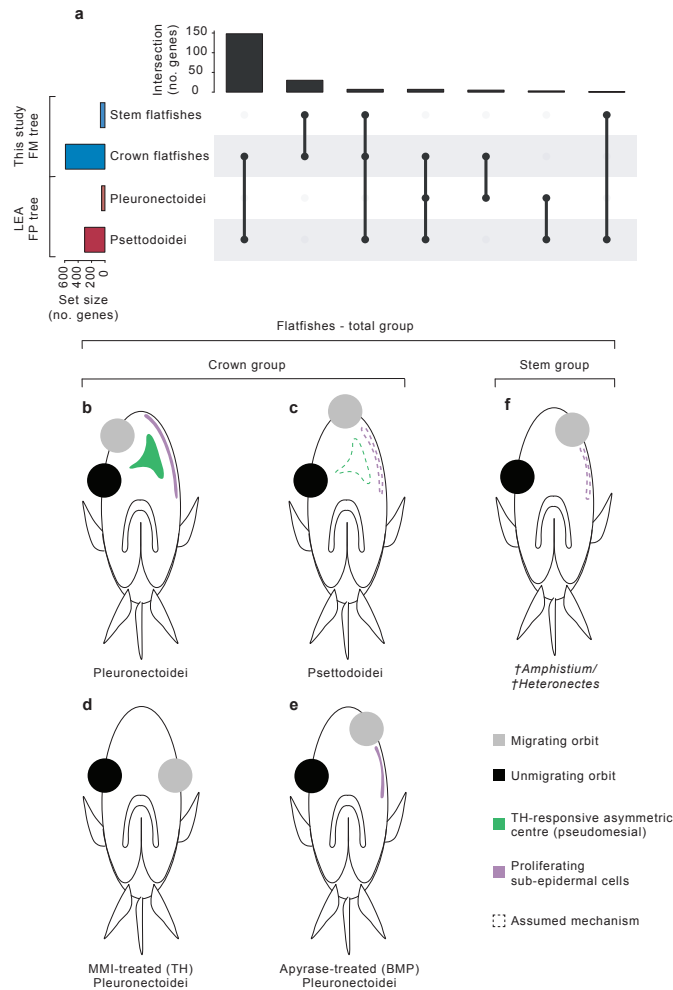 a
Intersection
(no. genes)
150
100
50
0
This study
FM tree
LEA
FP tree
Stem flatfishes
Crown flatfishes
Pleuronectoidei
Psettodoidei
600
400
200
0
Set size
(no. genes)
Flatfishes - total group
Crown group
Stem group
b
c
f
Pleuronectoidei
Psettodoidei
†Amphistium/
†Heteronectes
d
e
MMI-treated (TH)
Pleuronectoidei
Apyrase-treated (BMP)
Pleuronectoidei
Migrating orbit
Unmigrating orbit
TH-responsive asymmetric
centre (pseudomesial)
Proliferating
sub-epidermal cells
Assumed mechanism